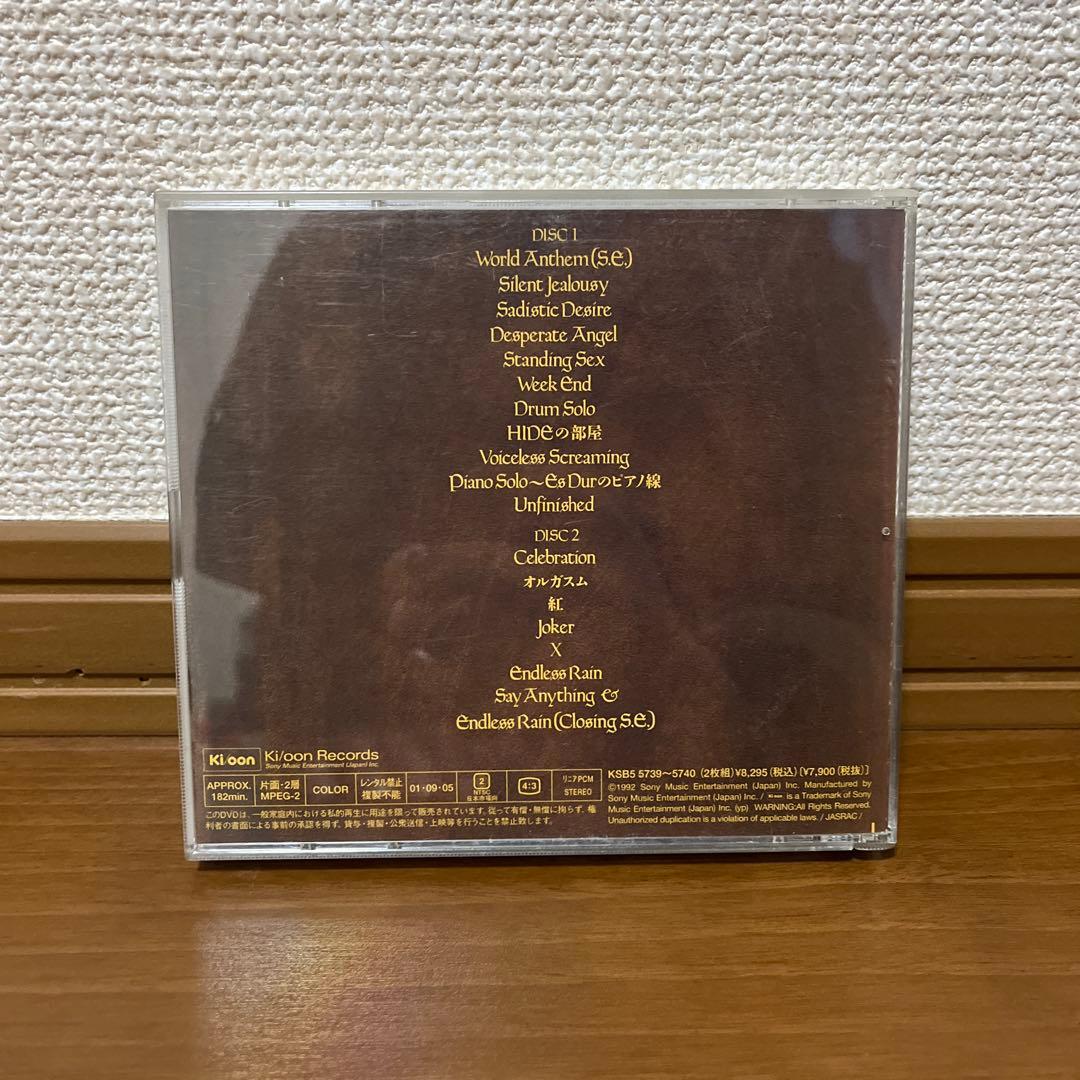 DISC 1
World Anthem (S.E.)
Silent Jealousy
Sadistic Desire
Desperate Angel
Standing Sex
Week End
Drum Solo
HIDEの部屋
Voiceless Screaming
Piano Solo〜Es Durのピアノ線
Unfinished
DISC 2
Celebration
オルガスム
紅
Joker
X
Endless Rain
Say Anything &
Endless Rain (Closing S.E.)
Ki/oon Ki/oon Records
Sony Music Entertainment (Japan) Inc.
APPROX. 182min.
片面・2層 MPEG-2
COLOR
レンタル禁止 複製不能
01・09・05
2 NTSC 日本市場向
4:3
リニアPCM STEREO
このDVDは、一般家庭内における私的再生に用途を限って販売されています。従って有償・無償に拘らず、権
利者の書面による事前の承諾を得ず、貸与・複製・公衆送信・上映等を行うことを禁止致します。
KSB5 5739〜5740 (2枚組) ¥8,295 (税込) [¥7,900 (税抜)]
©1992 Sony Music Entertainment (Japan) Inc. Manufactured by
Sony Music Entertainment (Japan) Inc. / Ki/oon is a Trademark of Sony
Music Entertainment (Japan) Inc. (yp) WARNING:All Rights Reserved.
Unauthorized duplication is a violation of applicable laws. / JASRAC /